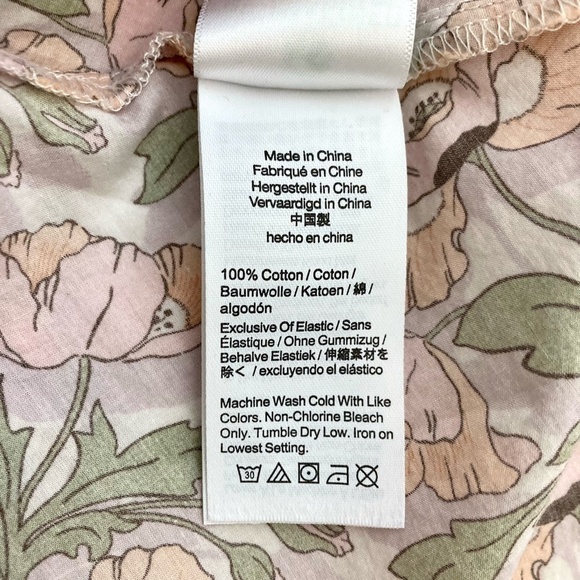 Made in China
Fabriqué en Chine
Hergestellt in China
Vervaardigd in China
中国製
hecho en china
100% Cotton / Coton /
Baumwolle / Katoen / 綿 /
algodón
Exclusive Of Elastic / Sans
Élastique / Ohne Gummizug /
Behalve Elastiek / 伸縮素材を
除く / excluyendo el elástico
Machine Wash Cold With Like
Colors. Non-Chlorine Bleach
Only. Tumble Dry Low. Iron on
Lowest Setting.
30